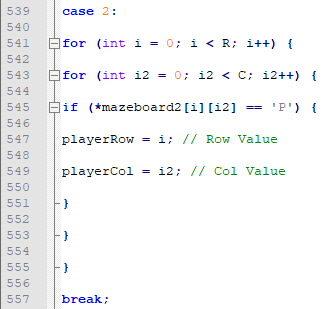 539 case 2:
540
541 for (int i = 0; i < R; i++) {
542
543 for (int i2 = 0; i2 < C; i2++) {
544
545 if (*mazeboard2[i][i2] == 'P') {
546
547 playerRow = i; // Row Value
548
549 playerCol = i2; // Col Value
550
551 }
552
553 }
554
555 }
556
557 break;